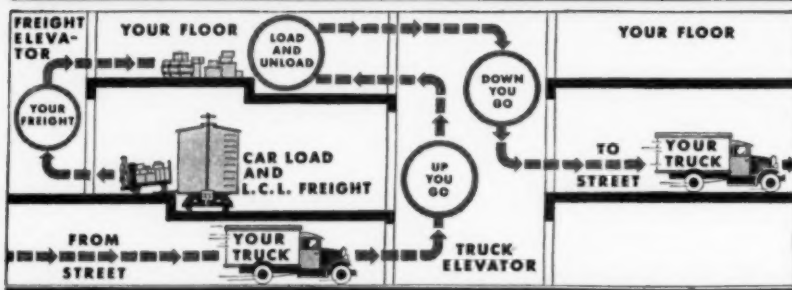 FREIGHT
ELEVA-
TOR
YOUR FLOOR
LOAD
AND
UNLOAD
YOUR FLOOR
DOWN
YOU
GO
YOUR
FREIGHT
CAR LOAD
AND
L.C.L. FREIGHT
UP
YOU
GO
TO
STREET
YOUR
TRUCK
FROM
STREET
YOUR
TRUCK
TRUCK
ELEVATOR